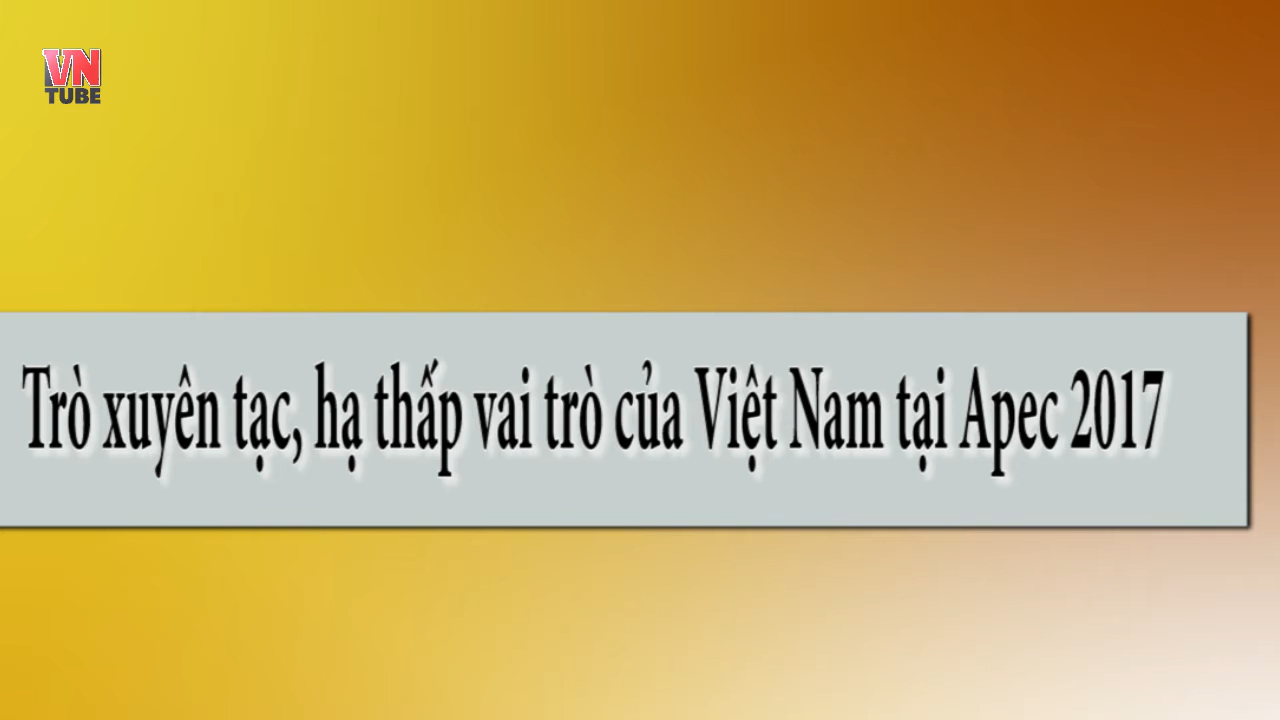 VN
TUBE
Trò xuyên tạc, hạ thấp vai trò của Việt Nam tại Apec 2017